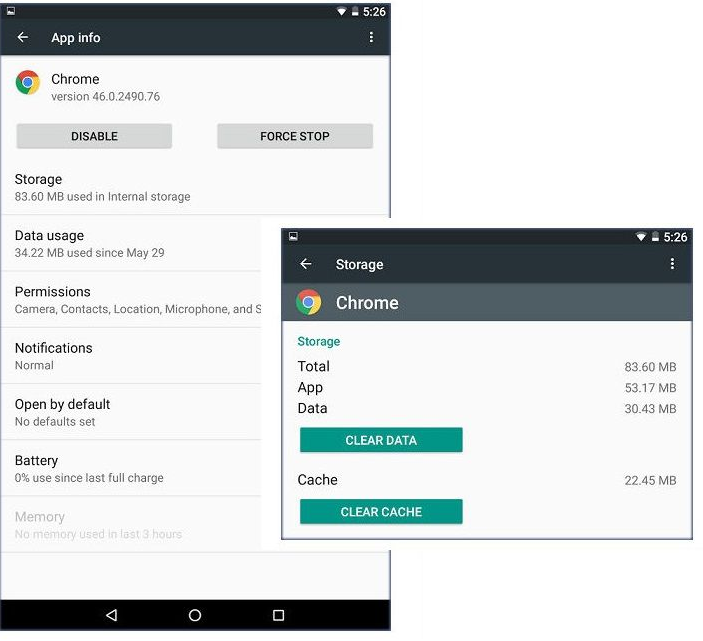 5:26
App info
Chrome
version 46.0.2490.76
DISABLE
FORCE STOP
Storage
83.60 MB used in Internal storage
Data usage
34.22 MB used since May 29
Permissions
Camera, Contacts, Location, Microphone, and S
Notifications
Normal
Open by default
No defaults set
Battery
0% use since last full charge
Memory
No memory used in last 3 hours
5:26
Storage
Chrome
Storage
Total 83.60 MB
App 53.17 MB
Data 30.43 MB
CLEAR DATA
Cache 22.45 MB
CLEAR CACHE